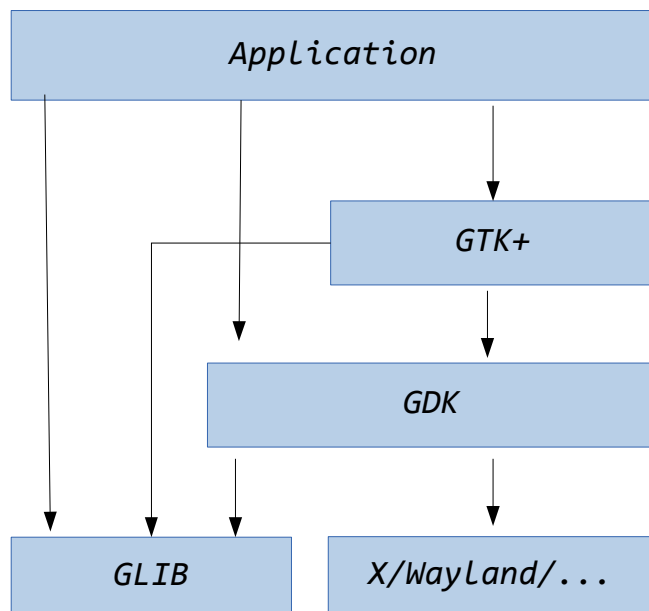 Application
GTK+
GDK
GLIB
X/Wayland/...